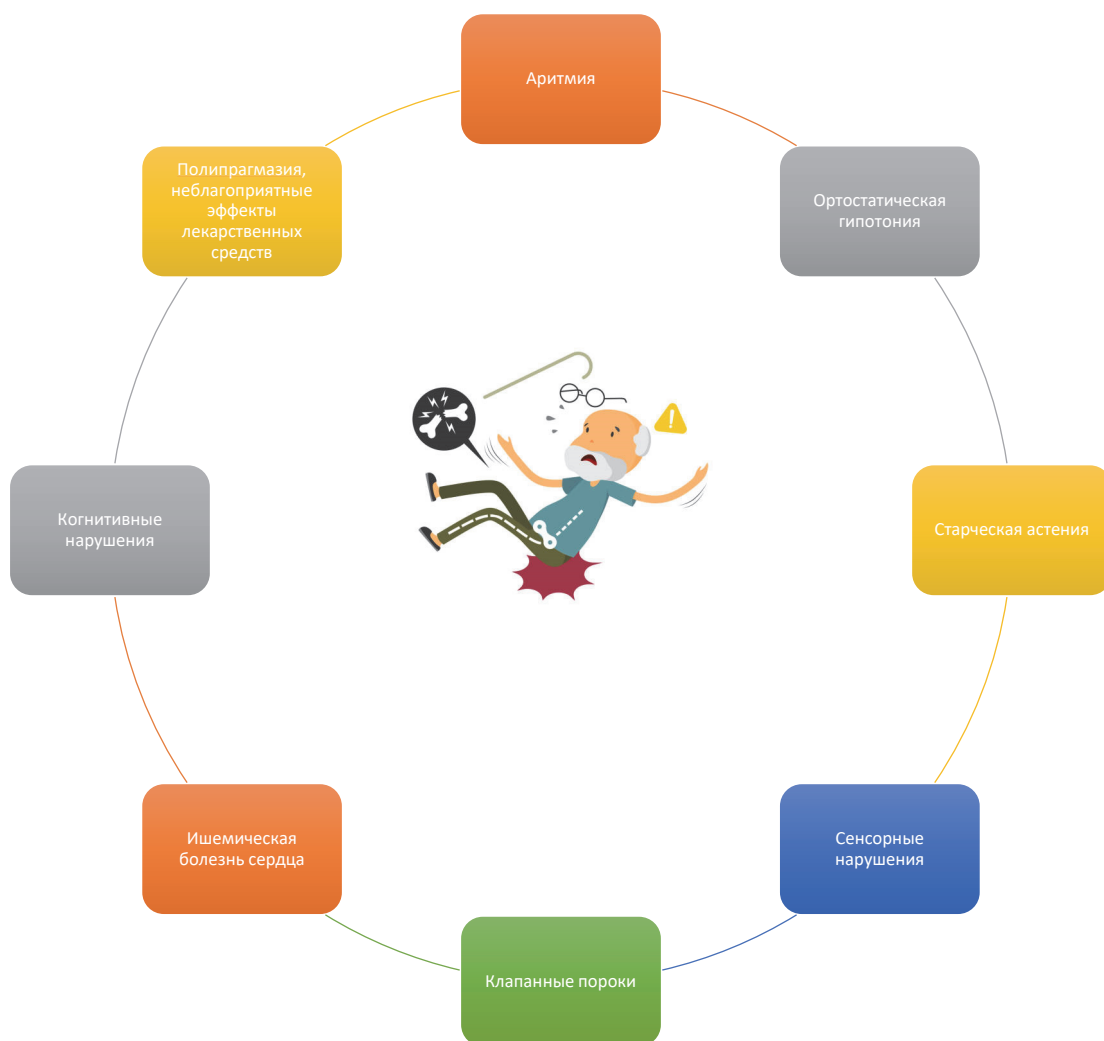 Аритмия
Ортостатическая
гипотония
Старческая астения
Сенсорные
нарушения
Клапанные пороки
Ишемическая
болезнь сердца
Когнитивные
нарушения
Полипрагмазия,
неблагоприятные
эффекты
лекарственных
средств